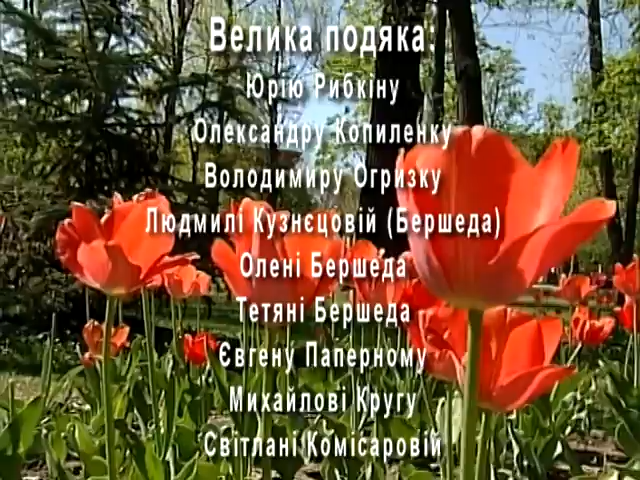 Велика подяка:
Юрію Рибкіну
Олександру Копиленку
Володимиру Огризку
Людмилі Кузнєцовій (Бершеда)
Олені Бершеда
Тетяні Бершеда
Євгену Паперному
Михайлові Кругу
Світлані Комісаровій